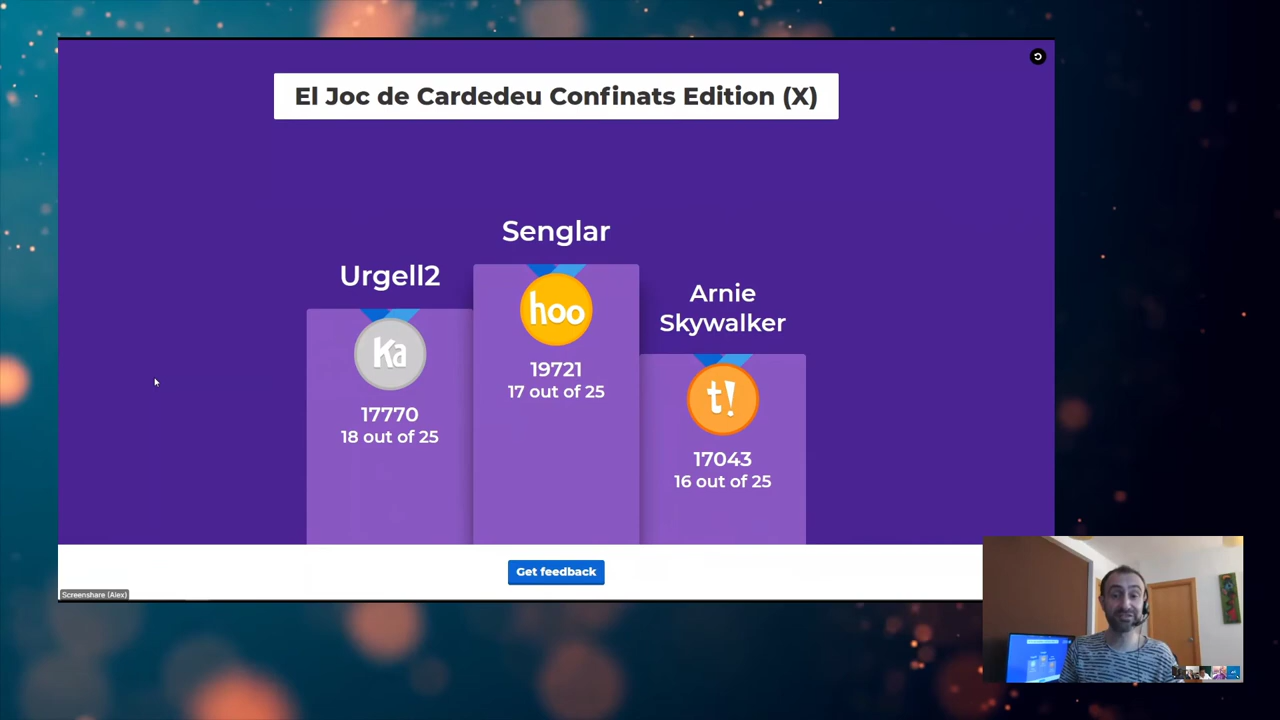 El Joc de Cardedeu Confinats Edition (X)
Senglar
Urgell2
Arnie
Skywalker
hoo
19721
17 out of 25
Ka
17770
18 out of 25
t!
17043
16 out of 25
Get feedback
Screenshare (Alex)